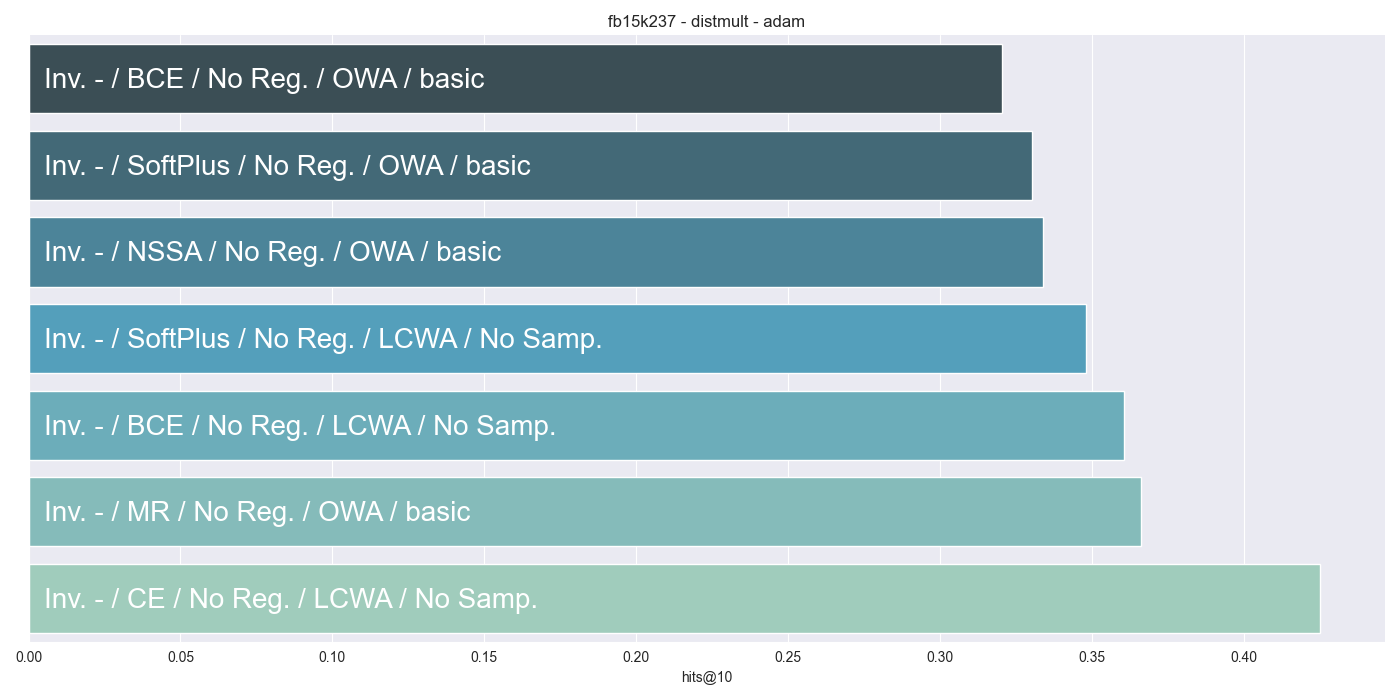 fb15k237 - distmult - adam
Inv. - / BCE / No Reg. / OWA / basic
Inv. - / SoftPlus / No Reg. / OWA / basic
Inv. - / NSSA / No Reg. / OWA / basic
Inv. - / SoftPlus / No Reg. / LCWA / No Samp.
Inv. - / BCE / No Reg. / LCWA / No Samp.
Inv. - / MR / No Reg. / OWA / basic
Inv. - / CE / No Reg. / LCWA / No Samp.
0.00 0.05 0.10 0.15 0.20 0.25 0.30 0.35 0.40
hits@10